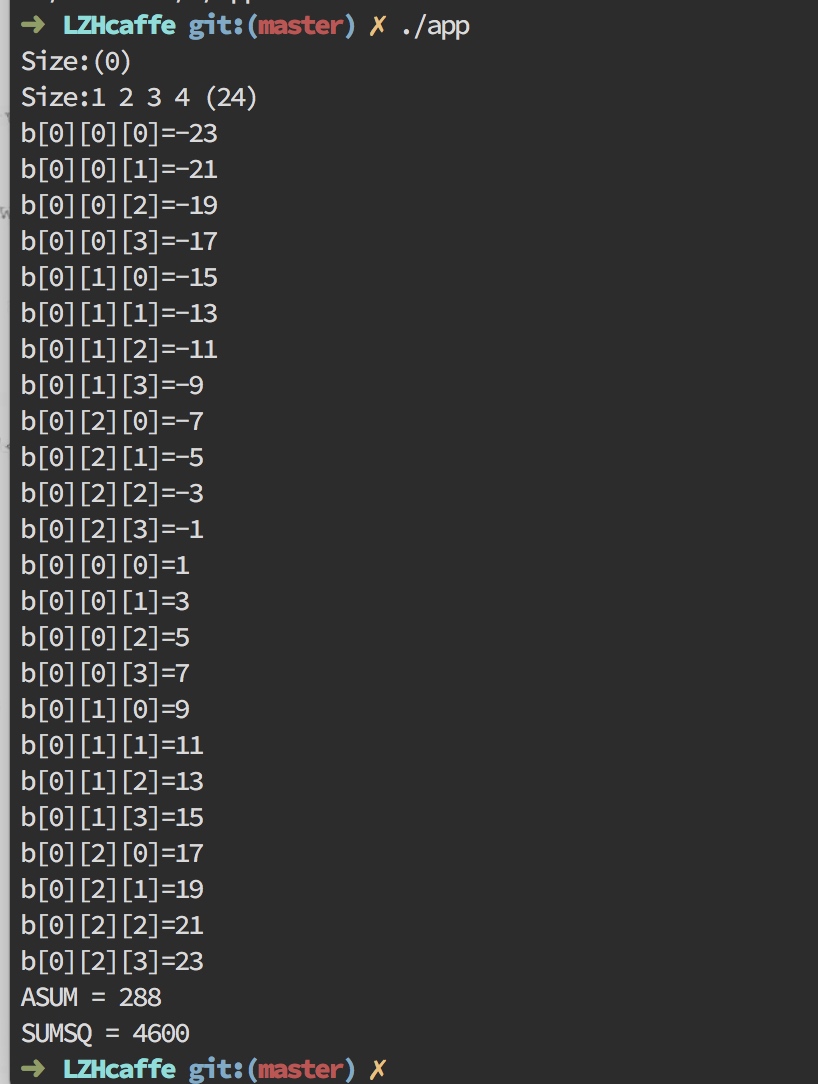 ➜ LZHcaffe git:(master) ✗ ./app
Size:(0)
Size:1 2 3 4 (24)
b[0][0][0]=-23
b[0][0][1]=-21
b[0][0][2]=-19
b[0][0][3]=-17
b[0][1][0]=-15
b[0][1][1]=-13
b[0][1][2]=-11
b[0][1][3]=-9
b[0][2][0]=-7
b[0][2][1]=-5
b[0][2][2]=-3
b[0][2][3]=-1
b[0][0][0]=1
b[0][0][1]=3
b[0][0][2]=5
b[0][0][3]=7
b[0][1][0]=9
b[0][1][1]=11
b[0][1][2]=13
b[0][1][3]=15
b[0][2][0]=17
b[0][2][1]=19
b[0][2][2]=21
b[0][2][3]=23
ASUM = 288
SUMSQ = 4600
➜ LZHcaffe git:(master) ✗